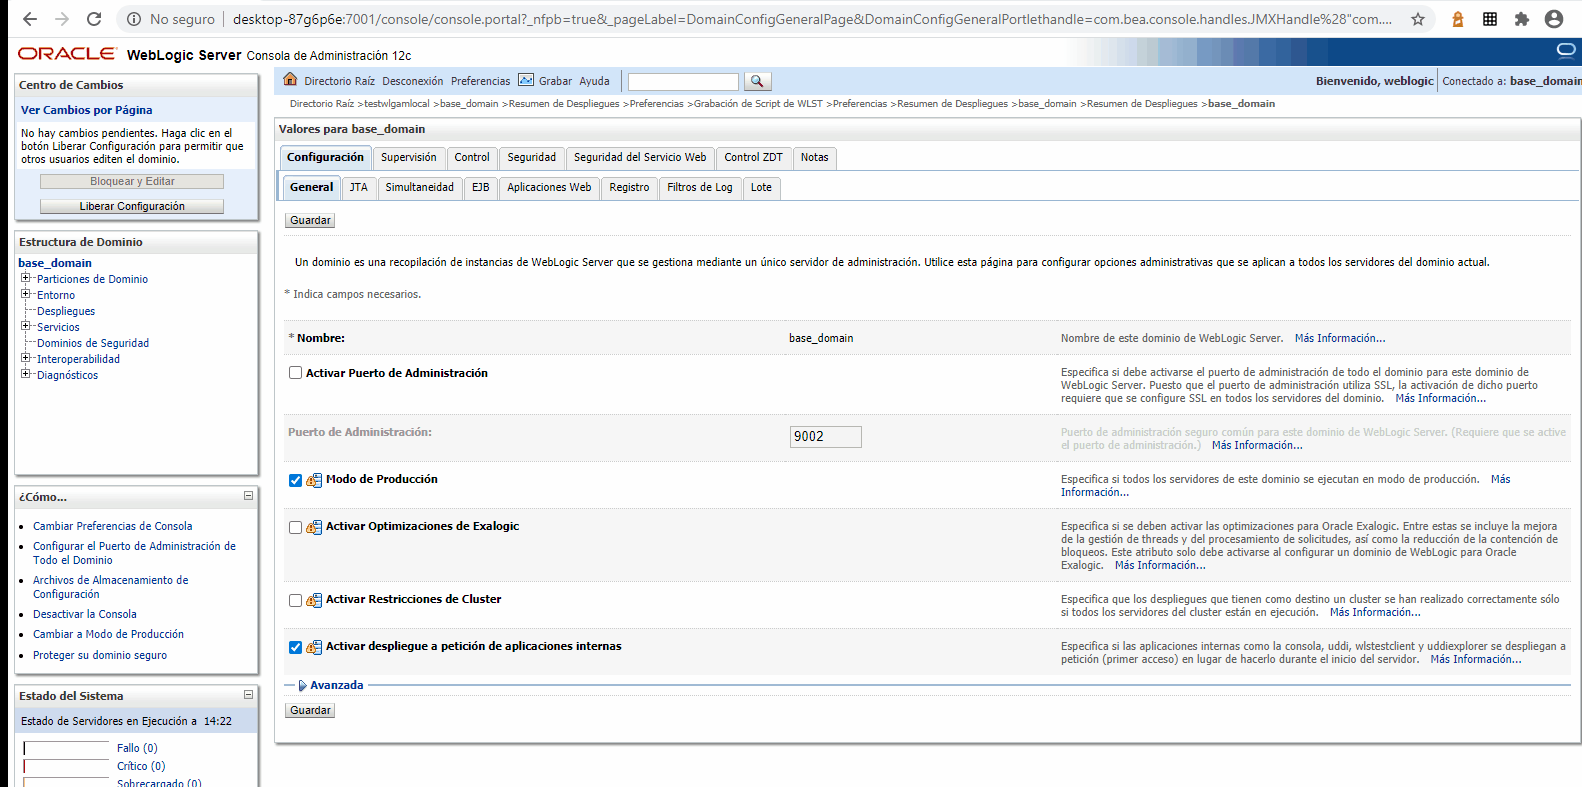 No seguro
desktop-87g6p6e:7001/console/console.portal?_nfpb=true&_pageLabel=DomainConfigGeneralPage&DomainConfigGeneralPortlethandle=com.bea.console.handles.JMXHandle%28"com....
ORACLE WebLogic Server Consola de Administración 12c
Centro de Cambios
Ver Cambios por Página
No hay cambios pendientes. Haga clic en el
botón Liberar Configuración para permitir que
otros usuarios editen el dominio.
Bloquear y Editar
Liberar Configuración
Estructura de Dominio
base_domain
Particiones de Dominio
Entorno
Despliegues
Servicios
Dominios de Seguridad
Interoperabilidad
Diagnósticos
¿Cómo...
Cambiar Preferencias de Consola
Configurar el Puerto de Administración de
Todo el Dominio
Archivos de Almacenamiento de
Configuración
Desactivar la Consola
Cambiar a Modo de Producción
Proteger su dominio seguro
Estado del Sistema
Estado de Servidores en Ejecución a 14:22
Fallo (0)
Crítico (0)
Sobrecargado (0)
Directorio Raíz Desconexión Preferencias Grabar Ayuda
Bienvenido, weblogic Conectado a: base_domain
Directorio Raíz >testwlgamlocal >base_domain >Resumen de Despliegues >Preferencias >Grabación de Script de WLST >Preferencias >Resumen de Despliegues >base_domain >Resumen de Despliegues >base_domain
Valores para base_domain
Configuración Supervisión Control Seguridad Seguridad del Servicio Web Control ZDT Notas
General JTA Simultaneidad EJB Aplicaciones Web Registro Filtros de Log Lote
Guardar
Un dominio es una recopilación de instancias de WebLogic Server que se gestiona mediante un único servidor de administración. Utilice esta página para configurar opciones administrativas que se aplican a todos los servidores del dominio actual.
* Indica campos necesarios.
* Nombre:
base_domain
Nombre de este dominio de WebLogic Server. Más Información...
Activar Puerto de Administración
Especifica si debe activarse el puerto de administración de todo el dominio para este dominio de
WebLogic Server. Puesto que el puerto de administración utiliza SSL, la activación de dicho puerto
requiere que se configure SSL en todos los servidores del dominio. Más Información...
Puerto de Administración:
9002
Puerto de administración seguro común para este dominio de WebLogic Server. (Requiere que se active
el puerto de administración.) Más Información...
Modo de Producción
Especifica si todos los servidores de este dominio se ejecutan en modo de producción. Más
Información...
Activar Optimizaciones de Exalogic
Especifica si se deben activar las optimizaciones para Oracle Exalogic. Entre estas se incluye la mejora
de la gestión de threads y del procesamiento de solicitudes, así como la reducción de la contención de
bloqueos. Este atributo solo debe activarse al configurar un dominio de WebLogic para Oracle
Exalogic. Más Información...
Activar Restricciones de Cluster
Especifica que los despliegues que tienen como destino un cluster se han realizado correctamente sólo
si todos los servidores del cluster están en ejecución. Más Información...
Activar despliegue a petición de aplicaciones internas
Especifica si las aplicaciones internas como la consola, uddi, wlstestclient y uddiexplorer se despliegan a
petición (primer acceso) en lugar de hacerlo durante el inicio del servidor. Más Información...
Avanzada
Guardar